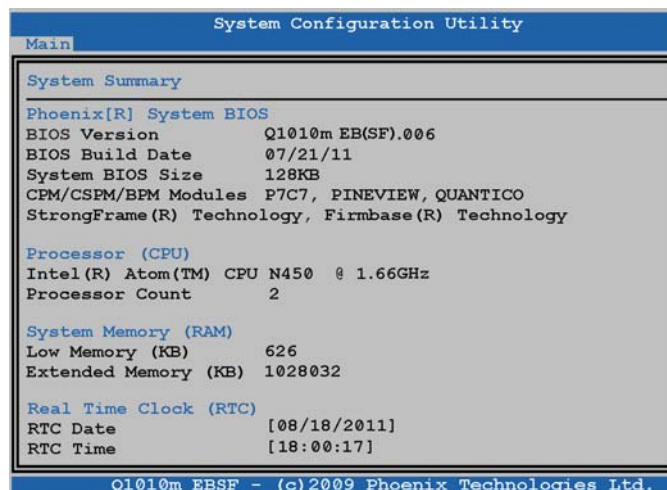 System Configuration Utility
Main
System Summary
Phoenix[R] System BIOS
BIOS Version Q1010m EB(SF).006
BIOS Build Date 07/21/11
System BIOS Size 128KB
CPM/CSPM/BPM Modules P7C7, PINEVIEW, QUANTICO
StrongFrame(R) Technology, Firmbase(R) Technology
Processor (CPU)
Intel(R) Atom(TM) CPU N450 @ 1.66GHz
Processor Count 2
System Memory (RAM)
Low Memory (KB) 626
Extended Memory (KB) 1028032
Real Time Clock (RTC)
RTC Date [08/18/2011]
RTC Time [18:00:17]
Q1010m EBSF - (c)2009 Phoenix Technologies Ltd.